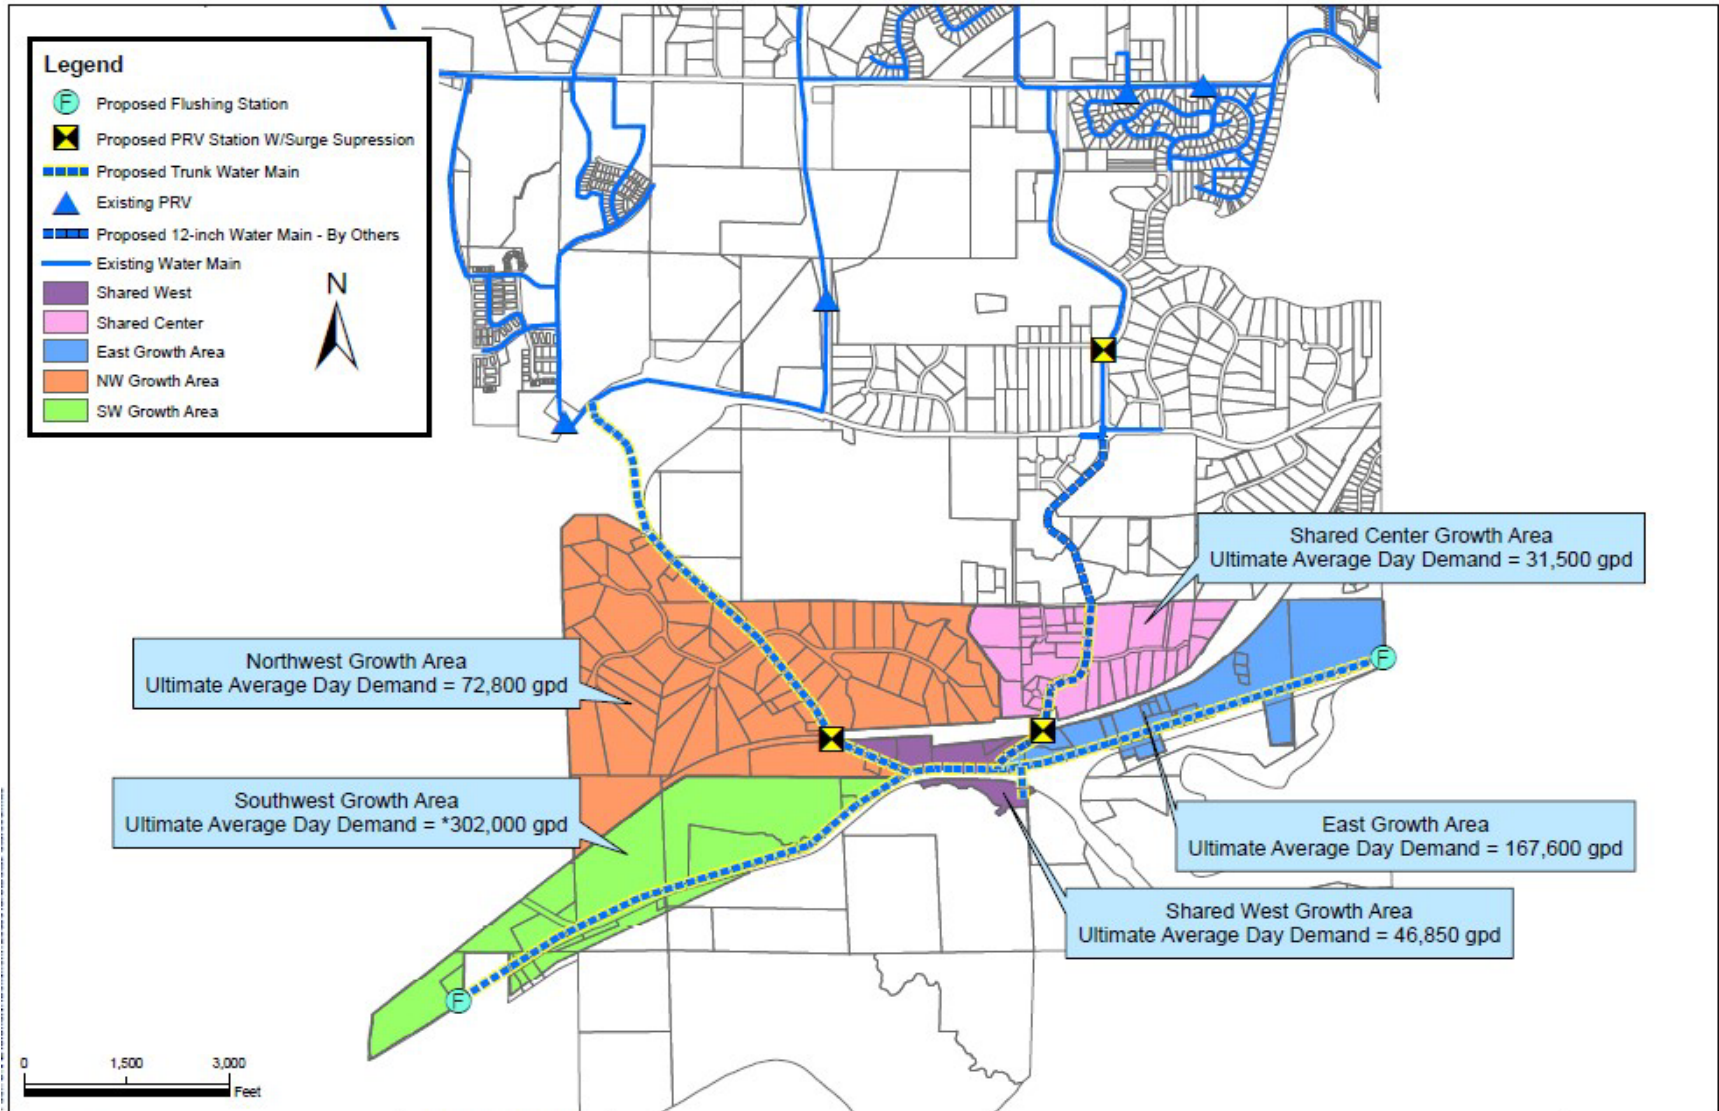 Legend
F Proposed Flushing Station
Proposed PRV Station W/Surge Supression
Proposed Trunk Water Main
Existing PRV
Proposed 12-inch Water Main - By Others
Existing Water Main
Shared West
Shared Center
East Growth Area
NW Growth Area
SW Growth Area
N
Shared Center Growth Area
Ultimate Average Day Demand = 31,500 gpd
Northwest Growth Area
Ultimate Average Day Demand = 72,800 gpd
F
Southwest Growth Area
Ultimate Average Day Demand = *302,000 gpd
East Growth Area
Ultimate Average Day Demand = 167,600 gpd
Shared West Growth Area
Ultimate Average Day Demand = 46,850 gpd
F
0 1,500 3,000
Feet